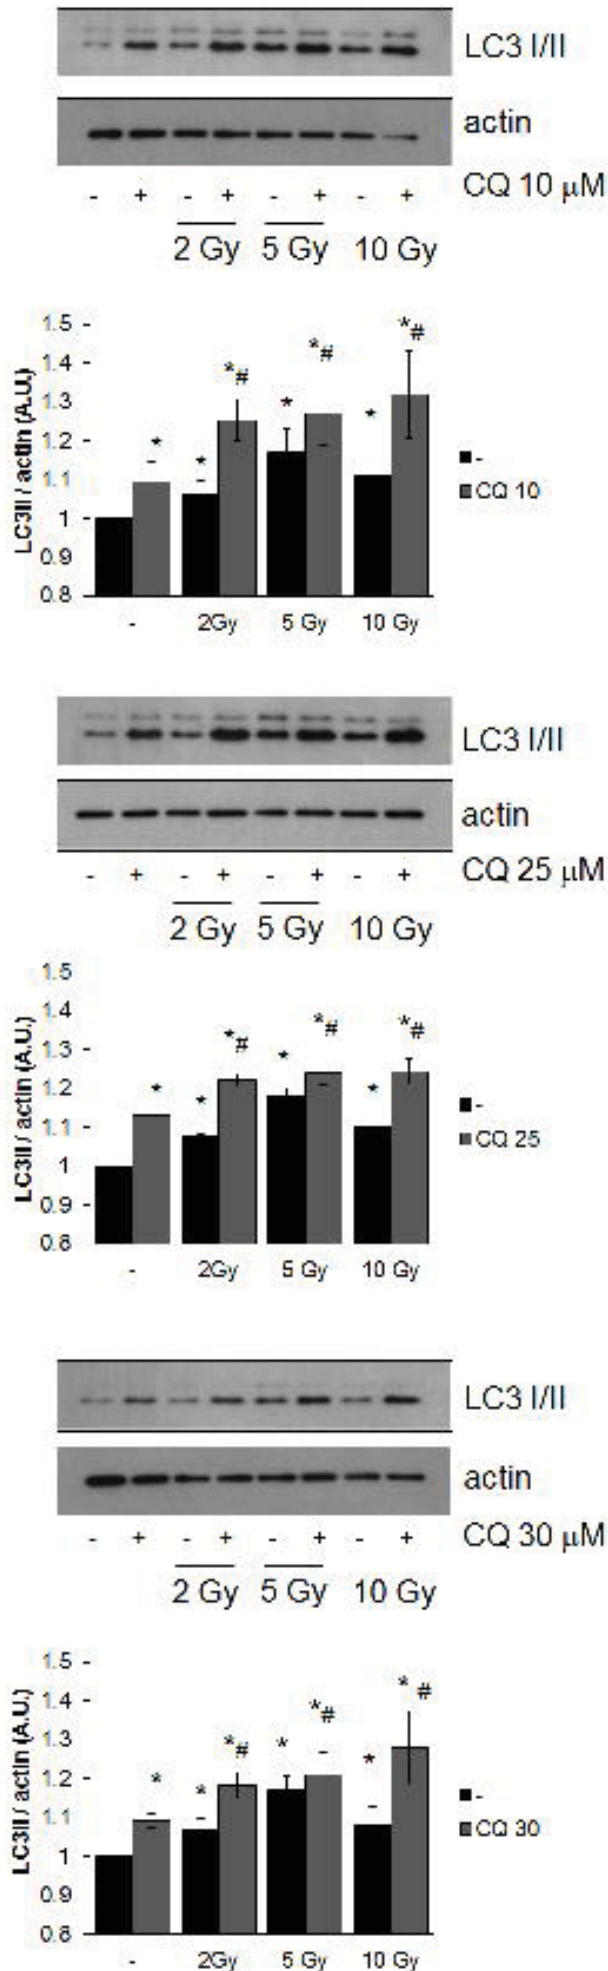 LC3 I/II
actin
- + - + - + - + CQ 10 μM
2 Gy 5 Gy 10 Gy
LC3II / actin (A.U.)
1.5
1.4
1.3
1.2
1.1
1
0.9
0.8
* * *# * *# * *#
-
CQ 10
- 2Gy 5 Gy 10 Gy
LC3 I/II
actin
- + - + - + - + CQ 25 μM
2 Gy 5 Gy 10 Gy
LC3II / actin (A.U.)
1.5
1.4
1.3
1.2
1.1
1
0.9
0.8
* * *# * *# * *#
-
CQ 25
- 2Gy 5 Gy 10 Gy
LC3 I/II
actin
- + - + - + - + CQ 30 μM
2 Gy 5 Gy 10 Gy
LC3II / actin (A.U.)
1.5
1.4
1.3
1.2
1.1
1
0.9
0.8
* * *# * *# * *#
-
CQ 30
- 2Gy 5 Gy 10 Gy